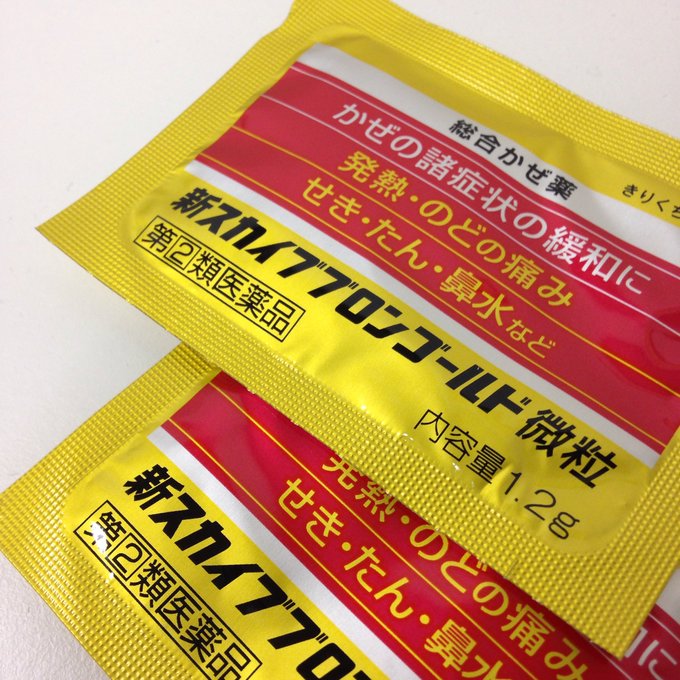 総合かぜ薬
きりくち
かぜの諸症状の緩和に
発熱・のどの痛み
せき・たん・鼻水など
新スカイブブロンゴールド微粒
第②類医薬品
内容量1.2g
発熱・のどの痛み
せき・たん・鼻水
新スカイブブロン
第②類医薬品